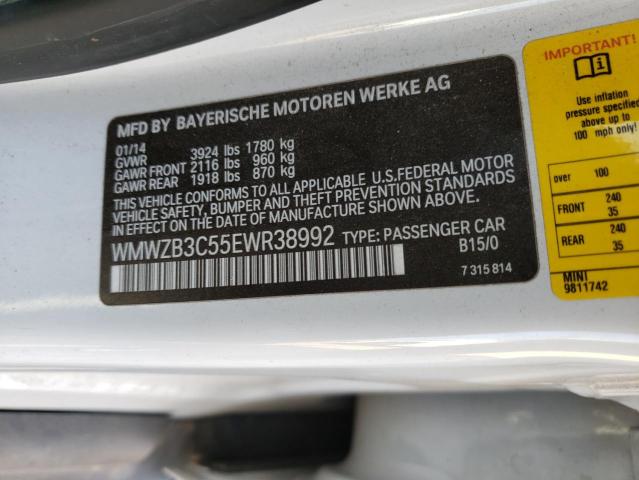 MFD BY BAYERISCHE MOTOREN WERKE AG
01/14
GVWR 3924 lbs 1780 kg
GAWR FRONT 2116 lbs 960 kg
GAWR REAR 1918 lbs 870 kg
THIS VEHICLE CONFORMS TO ALL APPLICABLE U.S.FEDERAL MOTOR
VEHICLE SAFETY, BUMPER AND THEFT PREVENTION STANDARDS
IN EFFECT ON THE DATE OF MANUFACTURE SHOWN ABOVE.
WMWZB3C55EWR38992 TYPE: PASSENGER CAR
B15/0
7 315 814
IMPORTANT!
Use inflation
pressure specified
above for up to
100 mph only!
over 100
FRONT 240
35
REAR 240
35
MINI
9811742